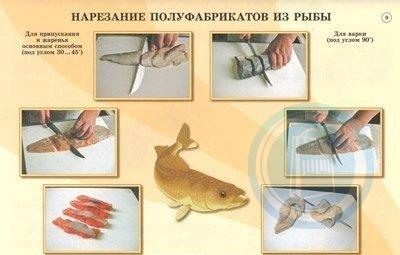 НАРЕЗАНИЕ ПОЛУФАБРИКАТОВ ИЗ РЫБЫ
9
Для припускания
и жаренья
основным способом
(под углом 30...45°)
Для варки
(под углом 90°)